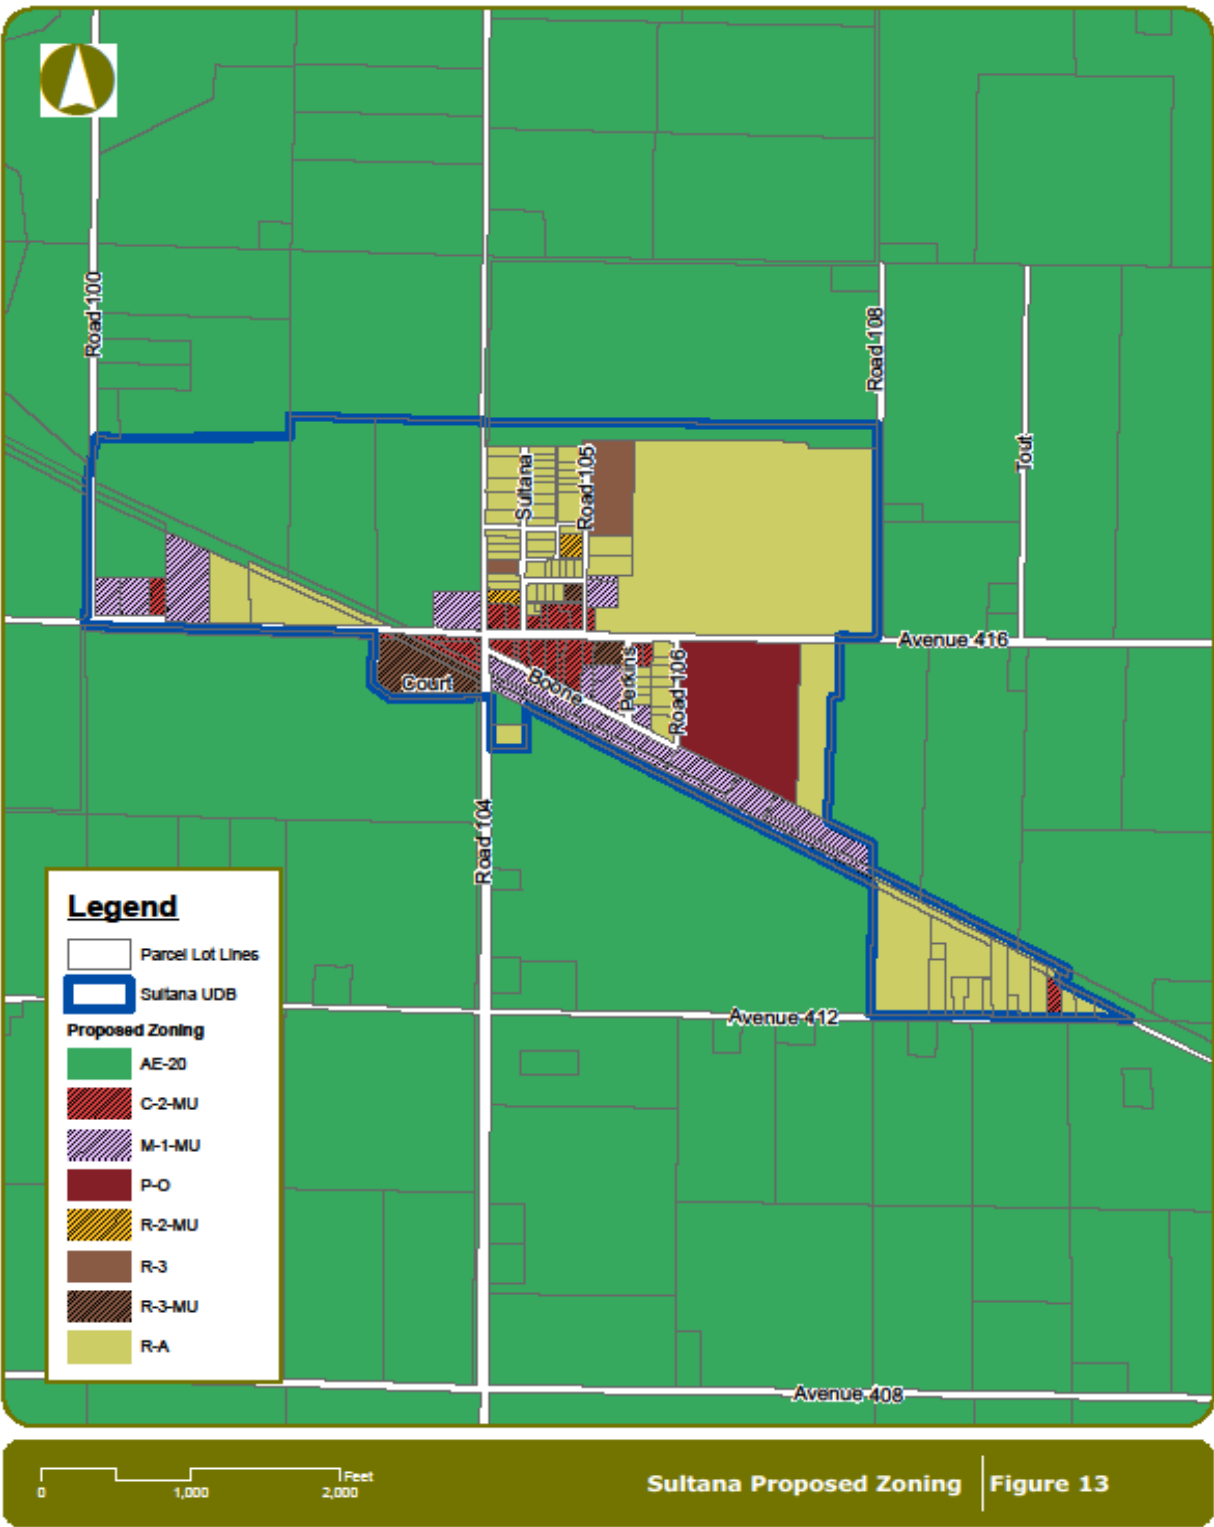 Road 100
Road 108
Tout
Sultana
Road 105
Avenue 416
Court
Boone
Perkins
Road 106
Road 104
Avenue 412
Avenue 408
Legend
Parcel Lot Lines
Sultana UDB
Proposed Zoning
AE-20
C-2-MU
M-1-MU
P-O
R-2-MU
R-3
R-3-MU
R-A
Feet
0 1,000 2,000
Sultana Proposed Zoning Figure 13